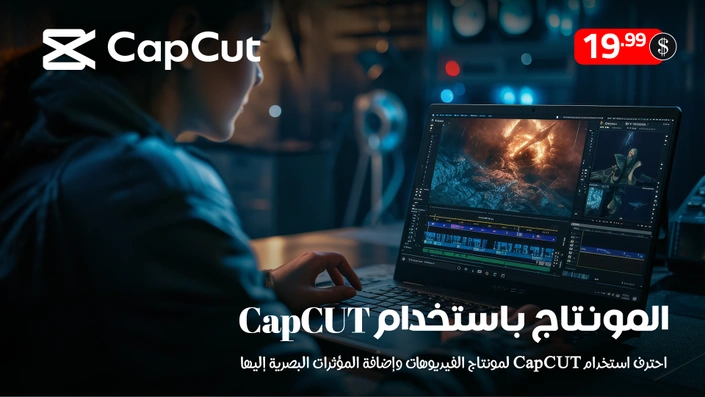 CapCut
19.99 $
المونتاج باستخدام CapCUT
احترف استخدام CapCUT لمونتاج الفيديوهات وإضافة المؤثرات البصرية إليها